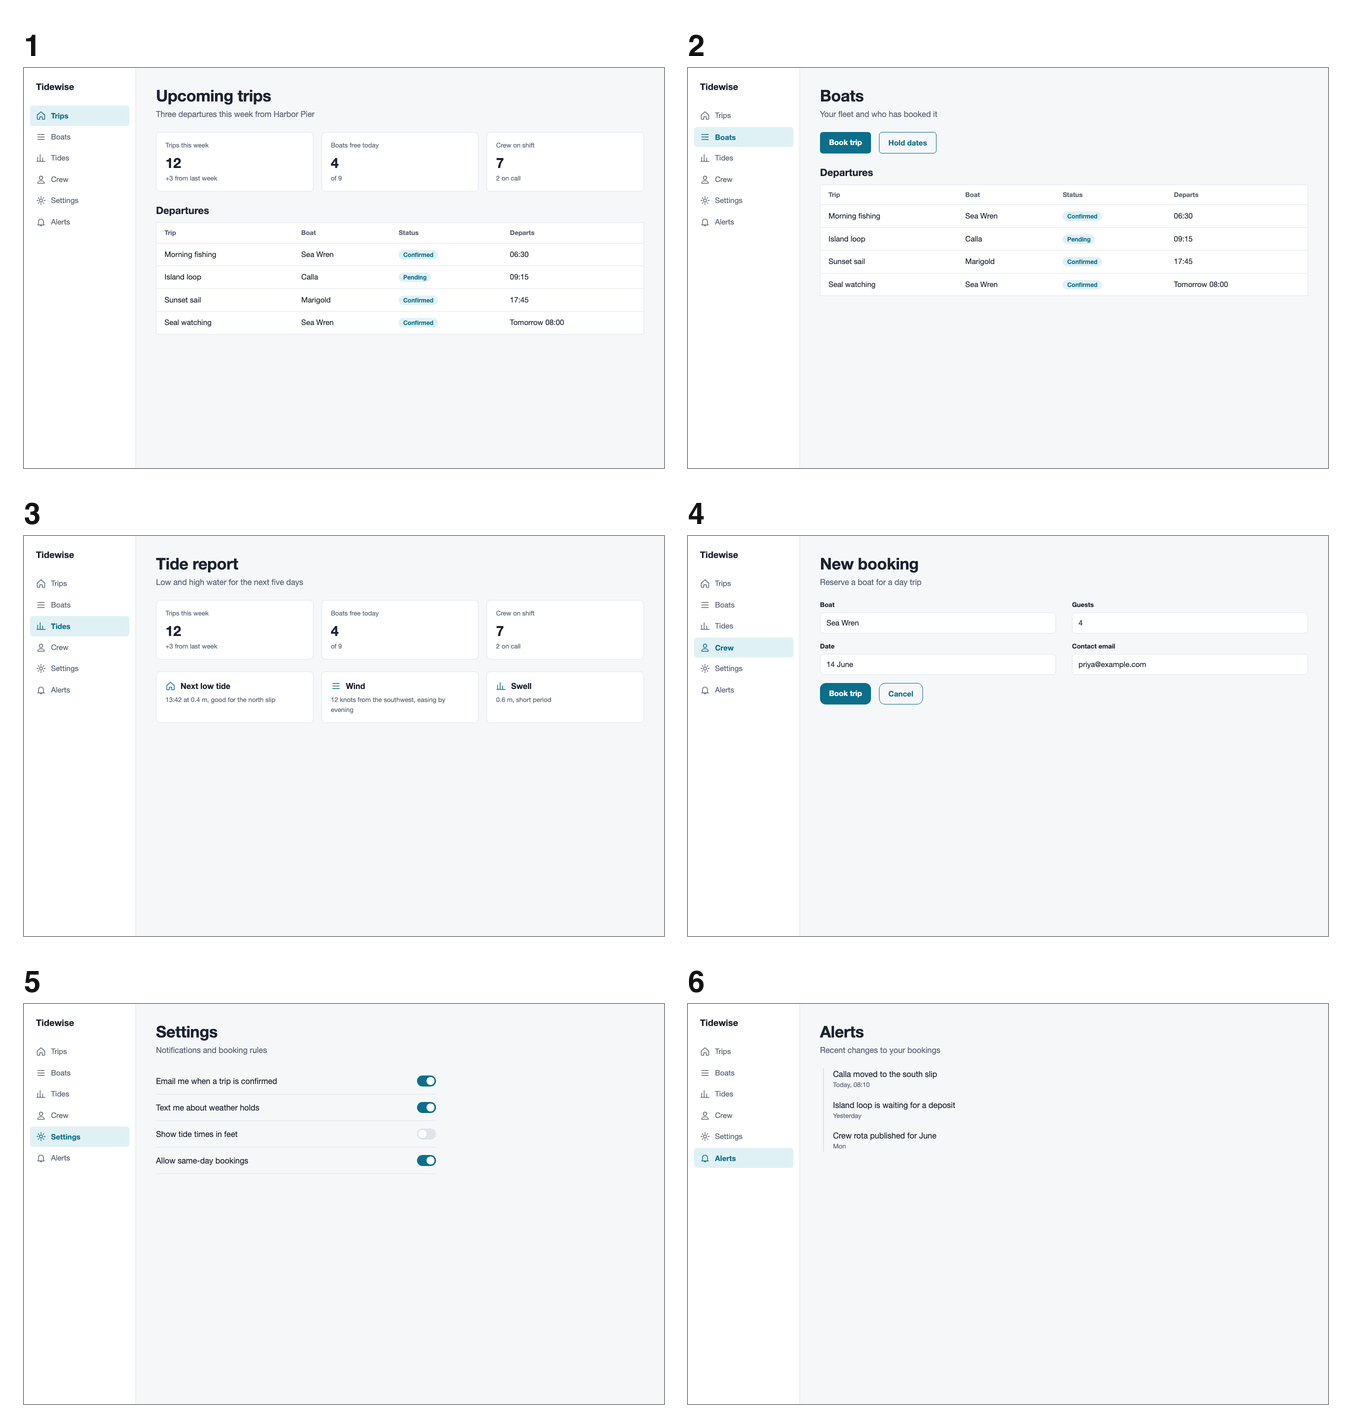 1
Tidewise
Trips
Boats
Tides
Crew
Settings
Alerts
Upcoming trips
Three departures this week from Harbor Pier
Trips this week
12
+3 from last week
Boats free today
4
of 9
Crew on shift
7
2 on call
Departures
Trip Boat Status Departs
Morning fishing Sea Wren Confirmed 06:30
Island loop Calla Pending 09:15
Sunset sail Marigold Confirmed 17:45
Seal watching Sea Wren Confirmed Tomorrow 08:00
2
Tidewise
Trips
Boats
Tides
Crew
Settings
Alerts
Boats
Your fleet and who has booked it
Book trip Hold dates
Departures
Trip Boat Status Departs
Morning fishing Sea Wren Confirmed 06:30
Island loop Calla Pending 09:15
Sunset sail Marigold Confirmed 17:45
Seal watching Sea Wren Confirmed Tomorrow 08:00
3
Tidewise
Trips
Boats
Tides
Crew
Settings
Alerts
Tide report
Low and high water for the next five days
Trips this week
12
+3 from last week
Boats free today
4
of 9
Crew on shift
7
2 on call
Next low tide
13:42 at 0.4 m, good for the north slip
Wind
12 knots from the southwest, easing by
evening
Swell
0.6 m, short period
4
Tidewise
Trips
Boats
Tides
Crew
Settings
Alerts
New booking
Reserve a boat for a day trip
Boat
Sea Wren
Guests
4
Date
14 June
Contact email
priya@example.com
Book trip Cancel
5
Tidewise
Trips
Boats
Tides
Crew
Settings
Alerts
Settings
Notifications and booking rules
Email me when a trip is confirmed
Text me about weather holds
Show tide times in feet
Allow same-day bookings
6
Tidewise
Trips
Boats
Tides
Crew
Settings
Alerts
Alerts
Recent changes to your bookings
Calla moved to the south slip
Today, 08:10
Island loop is waiting for a deposit
Yesterday
Crew rota published for June
Mon